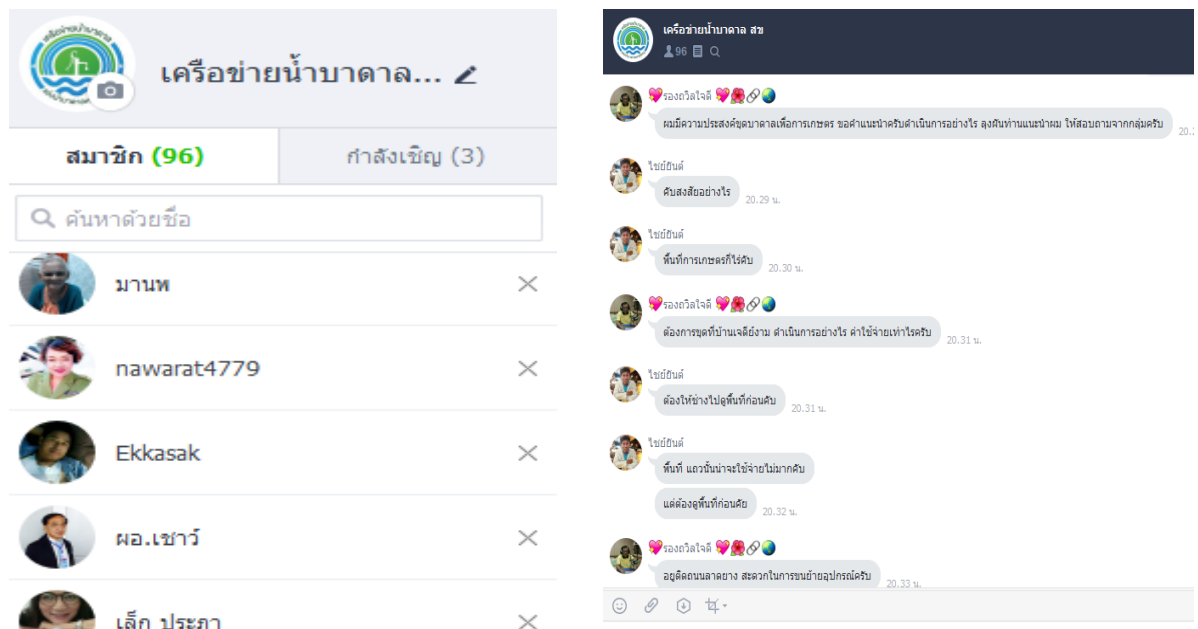 เครือข่ายน้ำบาดาล...
สมาชิก (96)
กำลังเชิญ (3)
ค้นหาด้วยชื่อ
มานพ
nawarat4779
Ekkasak
ผอ.เชาว์
เล็ก ประภา
เครือข่ายน้ำบาดาล สข
96
รองถวิลใจดี
ผมมีความประสงค์ขุดบาดาลเพื่อการเกษตร ขอคำแนะนำครับดำเนินการอย่างไร ลุงผันท่านแนะนำผม ให้สอบถามจากกลุ่มครับ
ไชย์ยันต์
คับสงสัยอย่างไร
20.29 น.
ไชย์ยันต์
พื้นที่การเกษตรกี่ไร่คับ
20.30 น.
รองถวิลใจดี
ต้องการขุดที่บ้านเจดีย์งาม ดำเนินการอย่างไร ค่าใช้จ่ายเท่าไรครับ
20.31 น.
ไชย์ยันต์
ต้องให้ช่างไปดูพื้นที่ก่อนคับ
20.31 น.
ไชย์ยันต์
พื้นที่ แถวนั้นน่าจะใช้จ่ายไม่มากคับ
แต่ต้องดูพื้นที่ก่อนคัย
20.32 น.
รองถวิลใจดี
อยู่ติดถนนลาดยาง สะดวกในการขนย้ายอุปกรณ์ครับ
20.33 น.